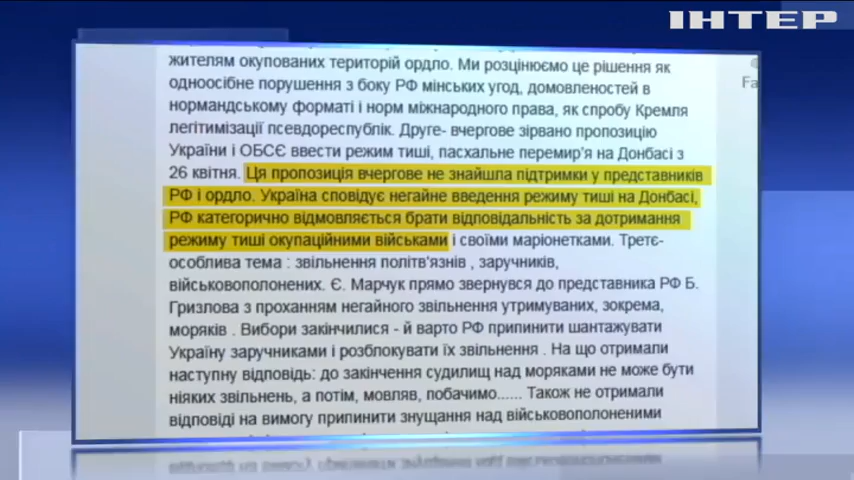 ІНТЕР
Fa
жителям окупованих територій ордло. Ми розцінюємо це рішення як
одноосібне порушення з боку РФ мінських угод, домовленостей в
нормандському форматі і норм міжнародного права, як спробу Кремля
легітимізації псевдореспублік. Друге- вчергове зірвано пропозицію
України і ОБСЄ ввести режим тиші, пасхальне перемир'я на Донбасі з
26 квітня. Ця пропозиція вчергове не знайшла підтримки у представників
РФ і ордло. Україна сповідує негайне введення режиму тиші на Донбасі,
РФ категорично відмовляється брати відповідальність за дотримання
режиму тиші окупаційними військами і своїми маріонетками. Третє-
особлива тема : звільнення політв'язнів , заручників,
військовополонених. Є. Марчук прямо звернувся до представника РФ Б.
Гризлова з проханням негайного звільнення утримуваних, зокрема,
моряків . Вибори закінчилися - й варто РФ припинити шантажувати
Україну заручниками і розблокувати їх звільнення . На що отримали
наступну відповідь: до закінчення судилищ над моряками не може бути
ніяких звільнень, а потім, мовляв, побачимо...... Також не отримали
відповіді на вимогу припинити знущання над військовополоненими